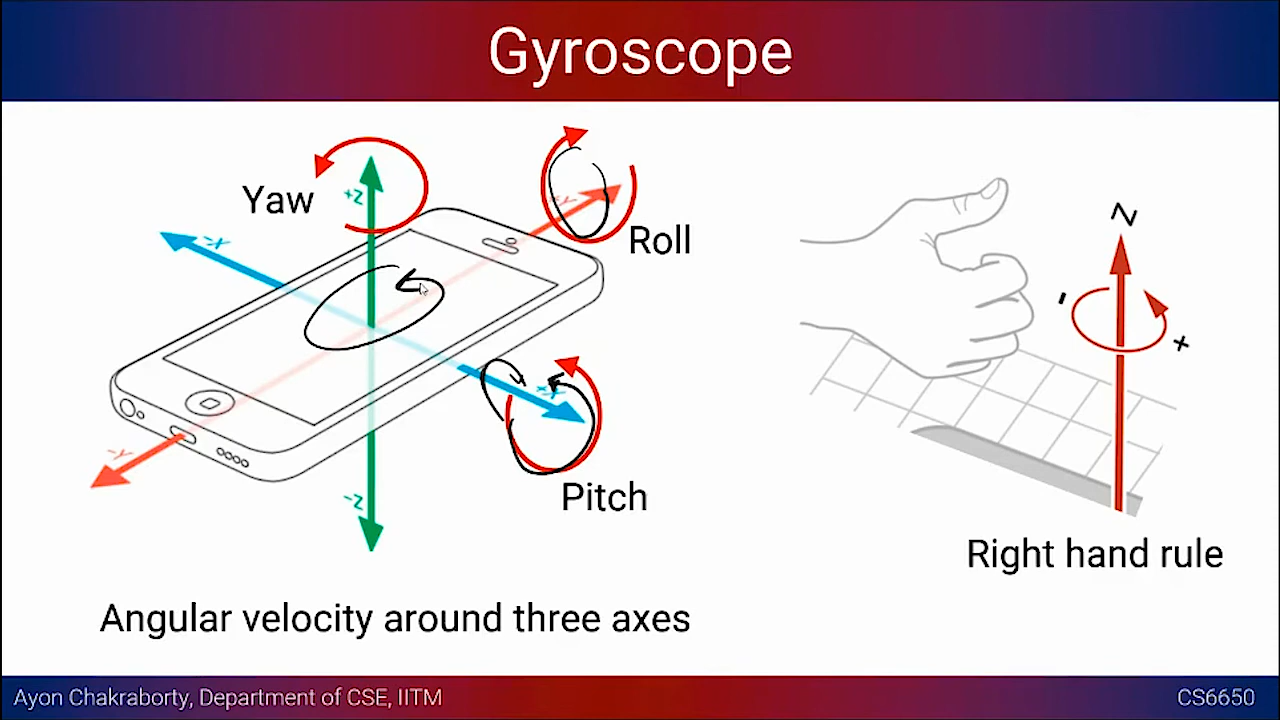 Gyroscope
Yaw
+Z
-X
+Y
Roll
+X
-Y
-Z
Pitch
Z
-
+
Right hand rule
Angular velocity around three axes
Ayon Chakraborty, Department of CSE, IITM
CS6650